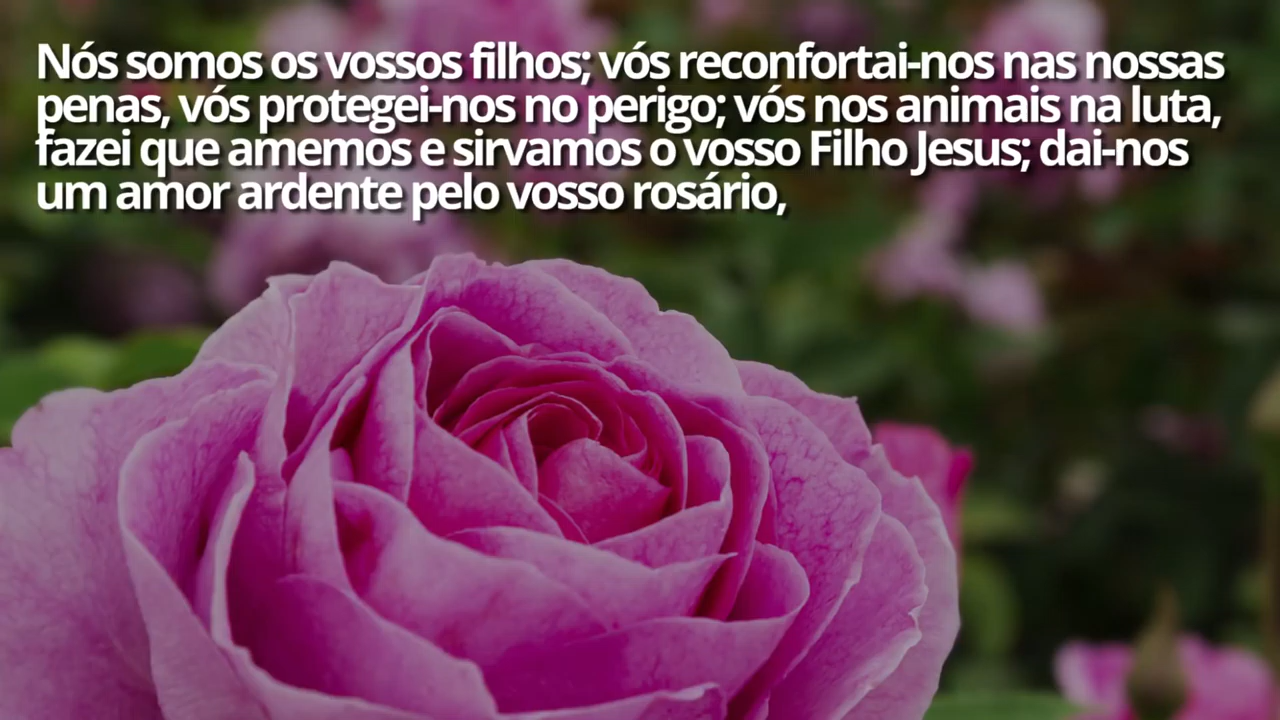 Nós somos os vossos filhos; vós reconfortai-nos nas nossas
penas, vós protegei-nos no perigo; vós nos animais na luta,
fazei que amemos e sirvamos o vosso Filho Jesus; dai-nos
um amor ardente pelo vosso rosário,